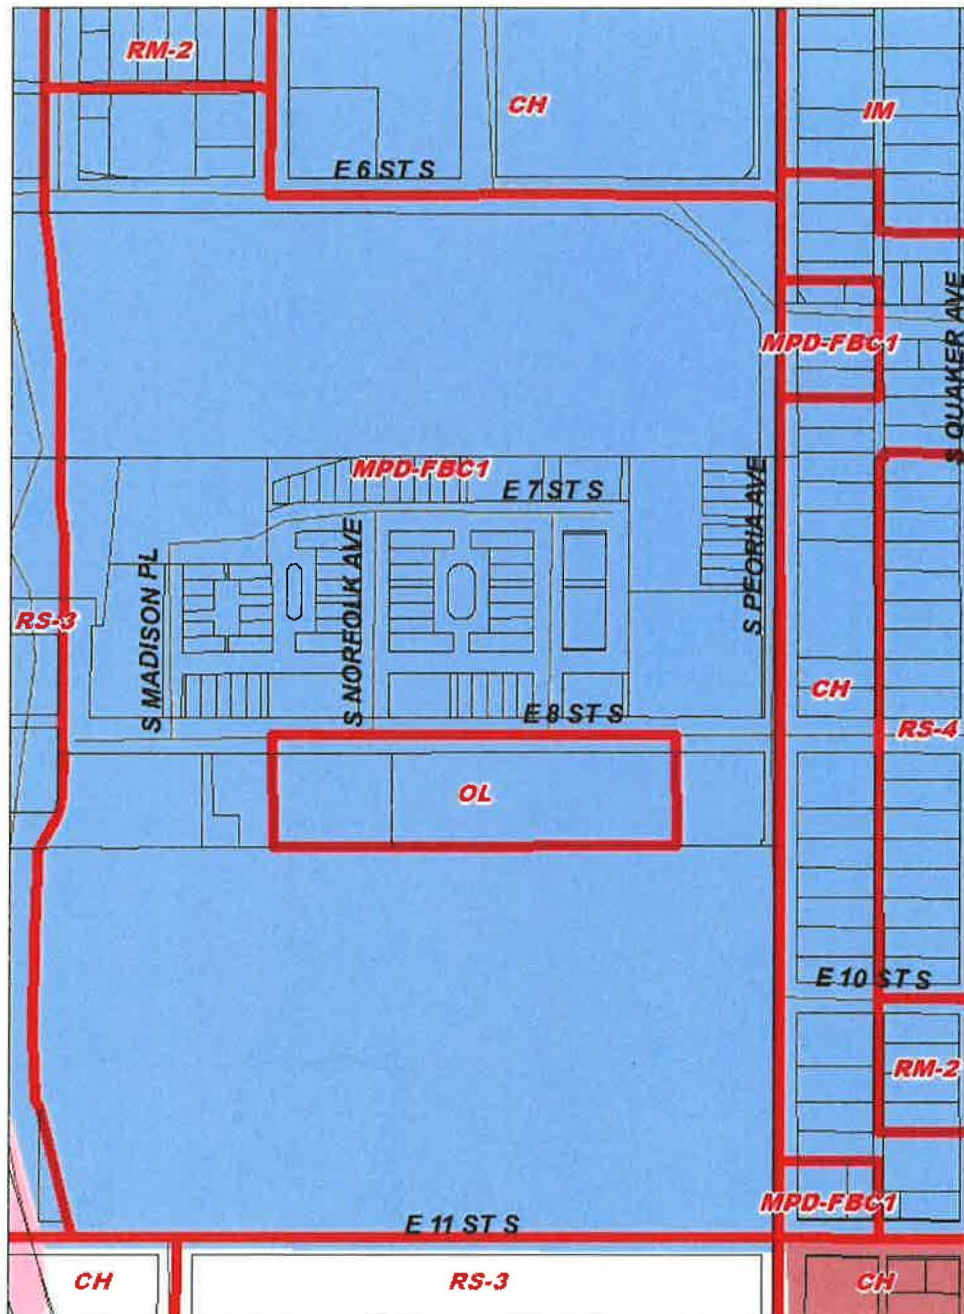 RM-2
CH
IM
E 6 ST S
S QUAKER AVE
MPD-FBC1
MPD-FBC1
E 7 ST S
S PEORIA AVE
S NORFOLK AVE
S MADISON PL
RS-3
CH
E 8 ST S
RS-4
OL
E 10 ST S
RM-2
MPD-FBC1
E 11 ST S
CH
RS-3
CH